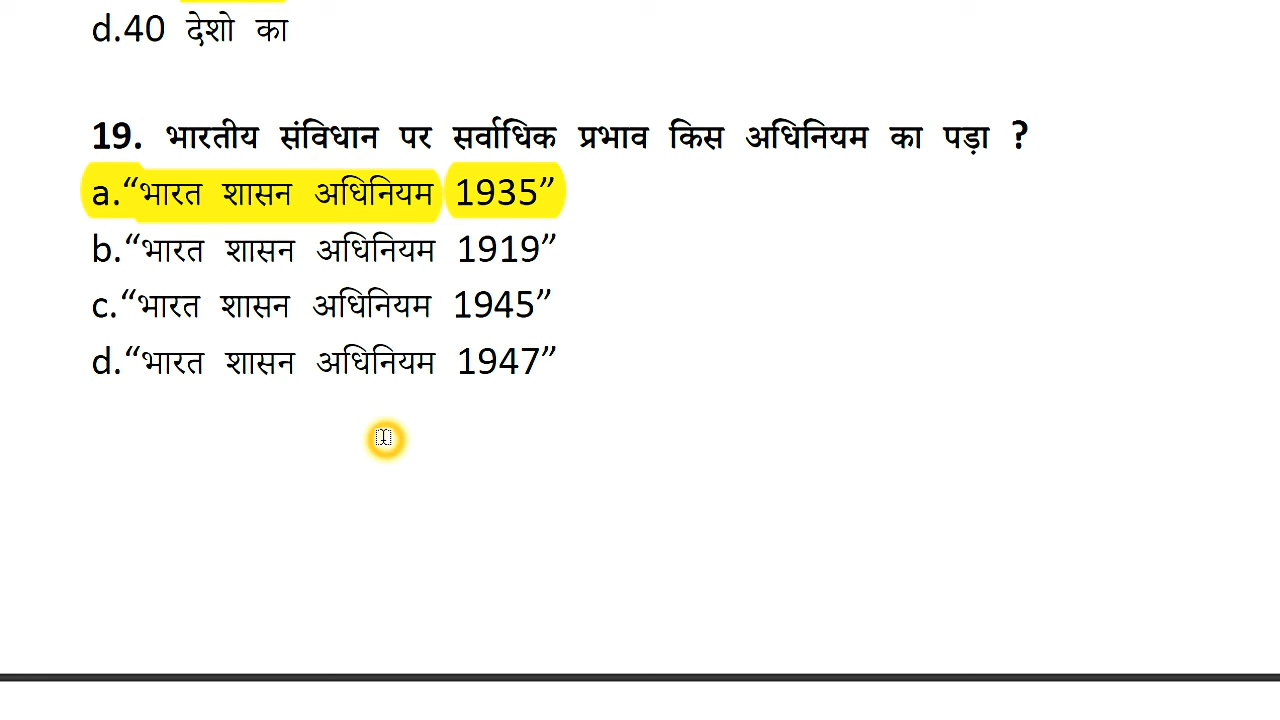 d.40 देशो का
19. भारतीय संविधान पर सर्वाधिक प्रभाव किस अधिनियम का पड़ा ?
a.“भारत शासन अधिनियम 1935”
b.“भारत शासन अधिनियम 1919”
c.“भारत शासन अधिनियम 1945”
d.“भारत शासन अधिनियम 1947”